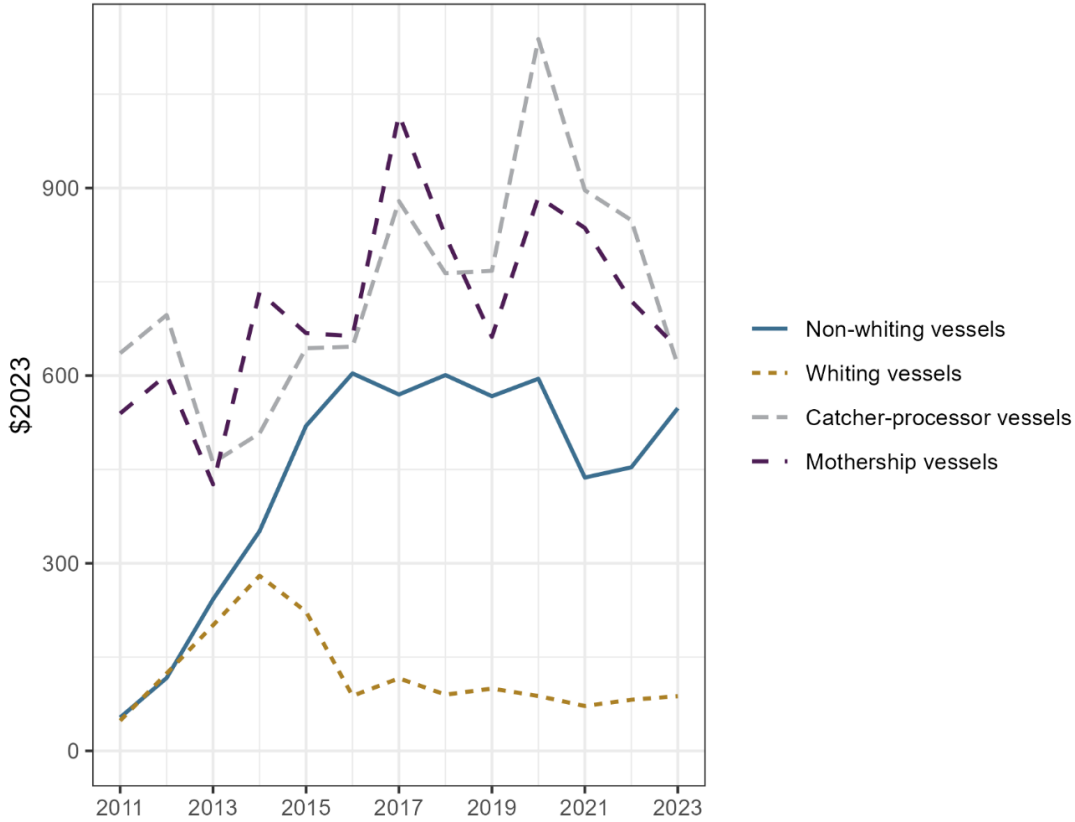 $2023
900
600
300
0
2011 2013 2015 2017 2019 2021 2023
Non-whiting vessels
Whiting vessels
Catcher-processor vessels
Mothership vessels